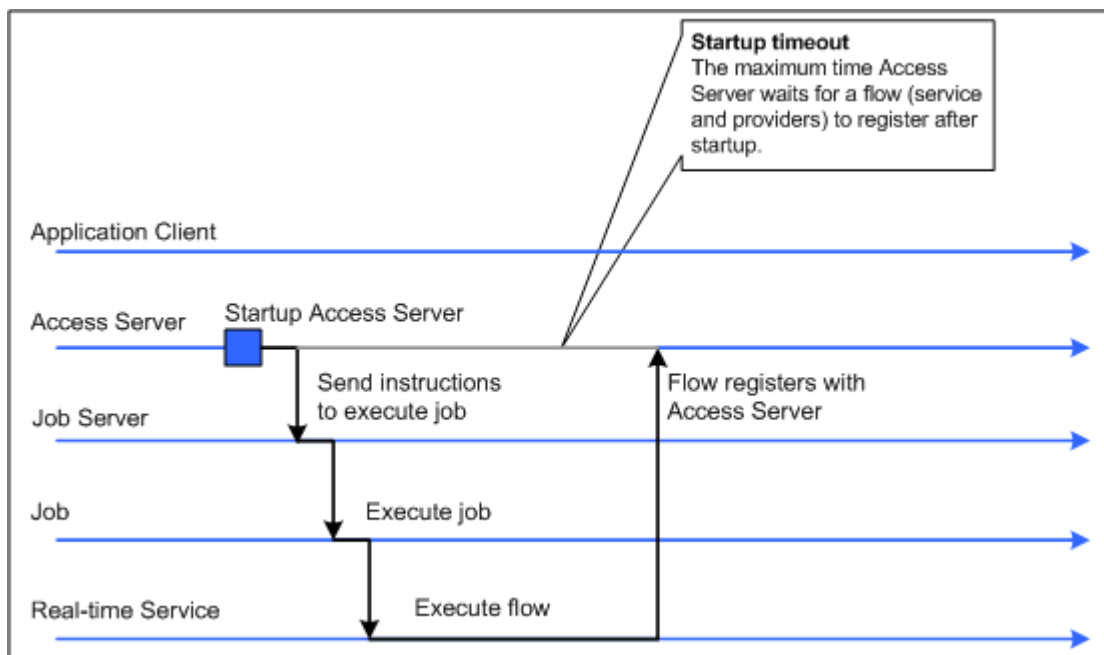 Startup timeout
The maximum time Access
Server waits for a flow (service
and providers) to register after
startup.
Application Client
Startup Access Server
Access Server
Send instructions
to execute job
Flow registers with
Access Server
Job Server
Job
Execute job
Real-time Service
Execute flow